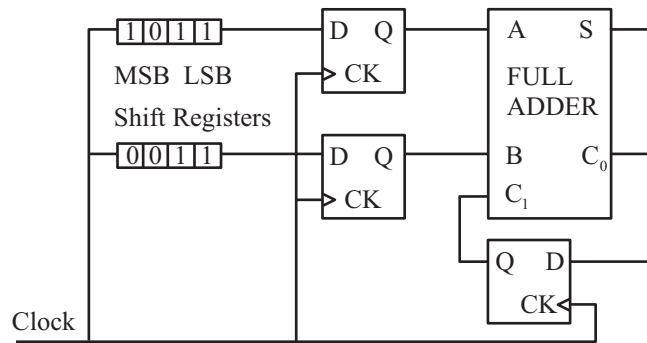 1 0 1 1
MSB LSB
Shift Registers
0 0 1 1
D Q
CK
D Q
CK
A S
FULL
ADDER
B C₀
C₁
Q D
CK
Clock